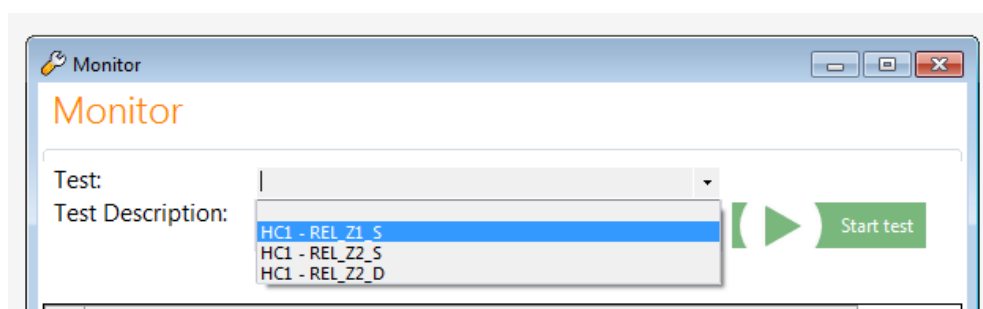 Monitor
Monitor
Test:
Test Description:
HC1 - REL_Z1_S
HC1 - REL_Z2_S
HC1 - REL_Z2_D
Start test